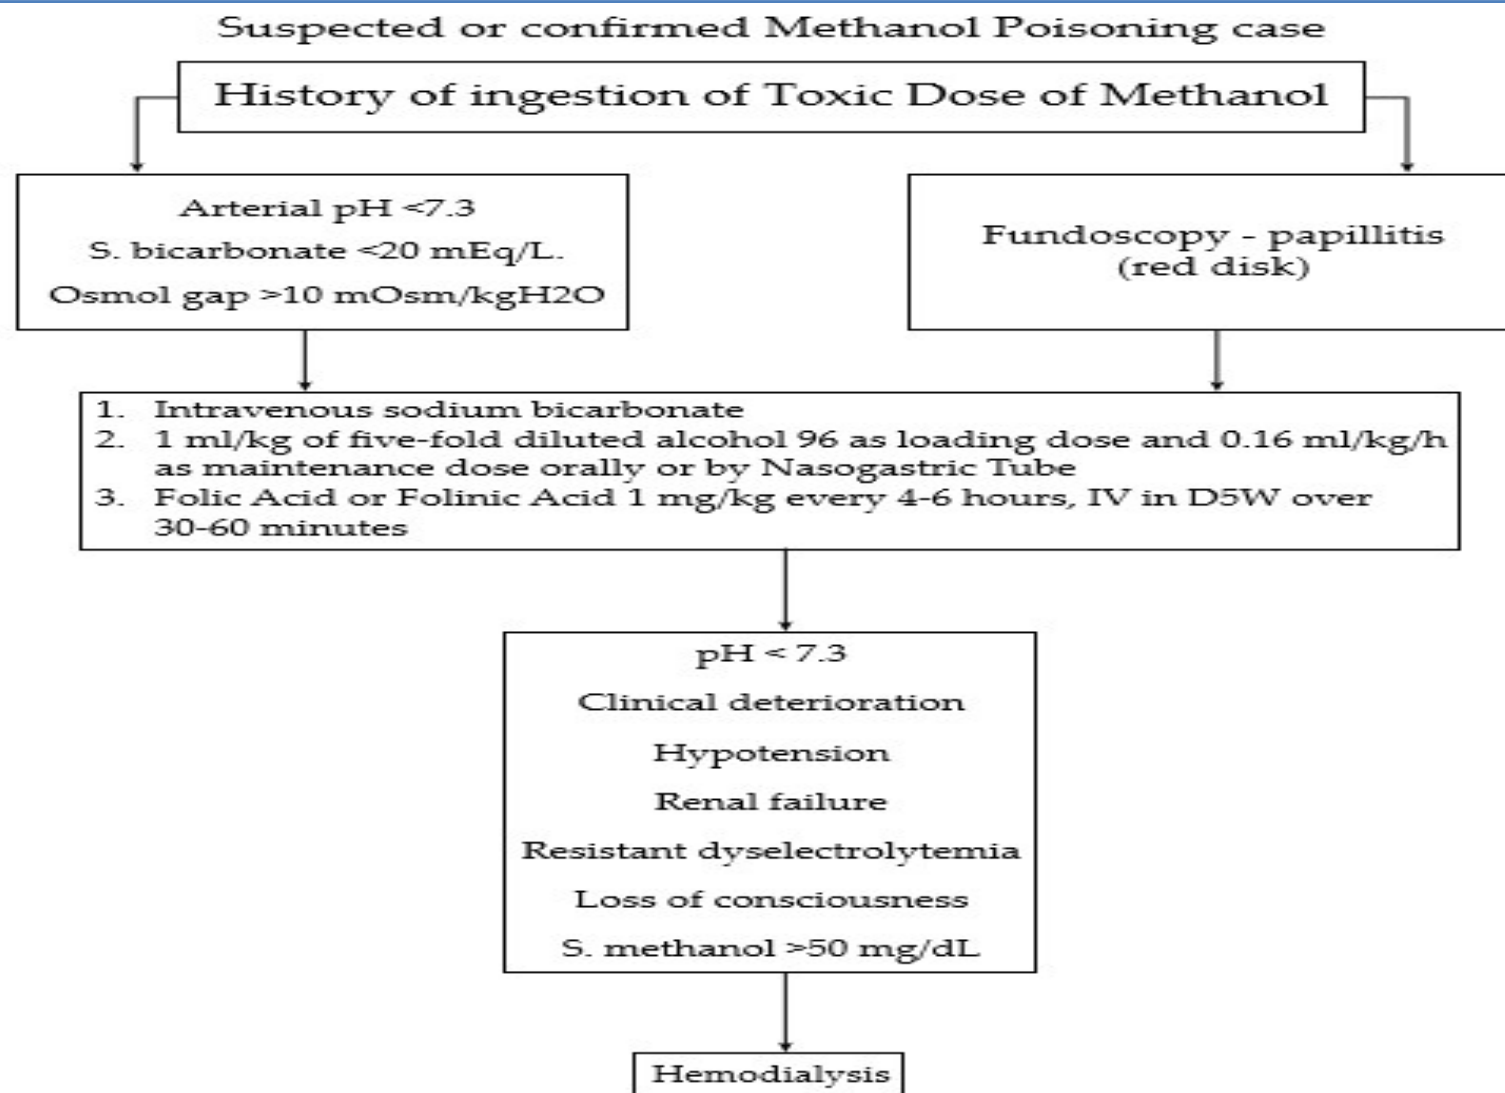 Suspected or confirmed Methanol Poisoning case
History of ingestion of Toxic Dose of Methanol
Arterial pH <7.3
S. bicarbonate <20 mEq/L.
Osmol gap >10 mOsm/kgH2O
Fundoscopy - papillitis
(red disk)
1. Intravenous sodium bicarbonate
2. 1 ml/kg of five-fold diluted alcohol 96 as loading dose and 0.16 ml/kg/h
as maintenance dose orally or by Nasogastric Tube
3. Folic Acid or Folinic Acid 1 mg/kg every 4-6 hours, IV in D5W over
30-60 minutes
pH < 7.3
Clinical deterioration
Hypotension
Renal failure
Resistant dyselectrolytemia
Loss of consciousness
S. methanol >50 mg/dL
Hemodialysis